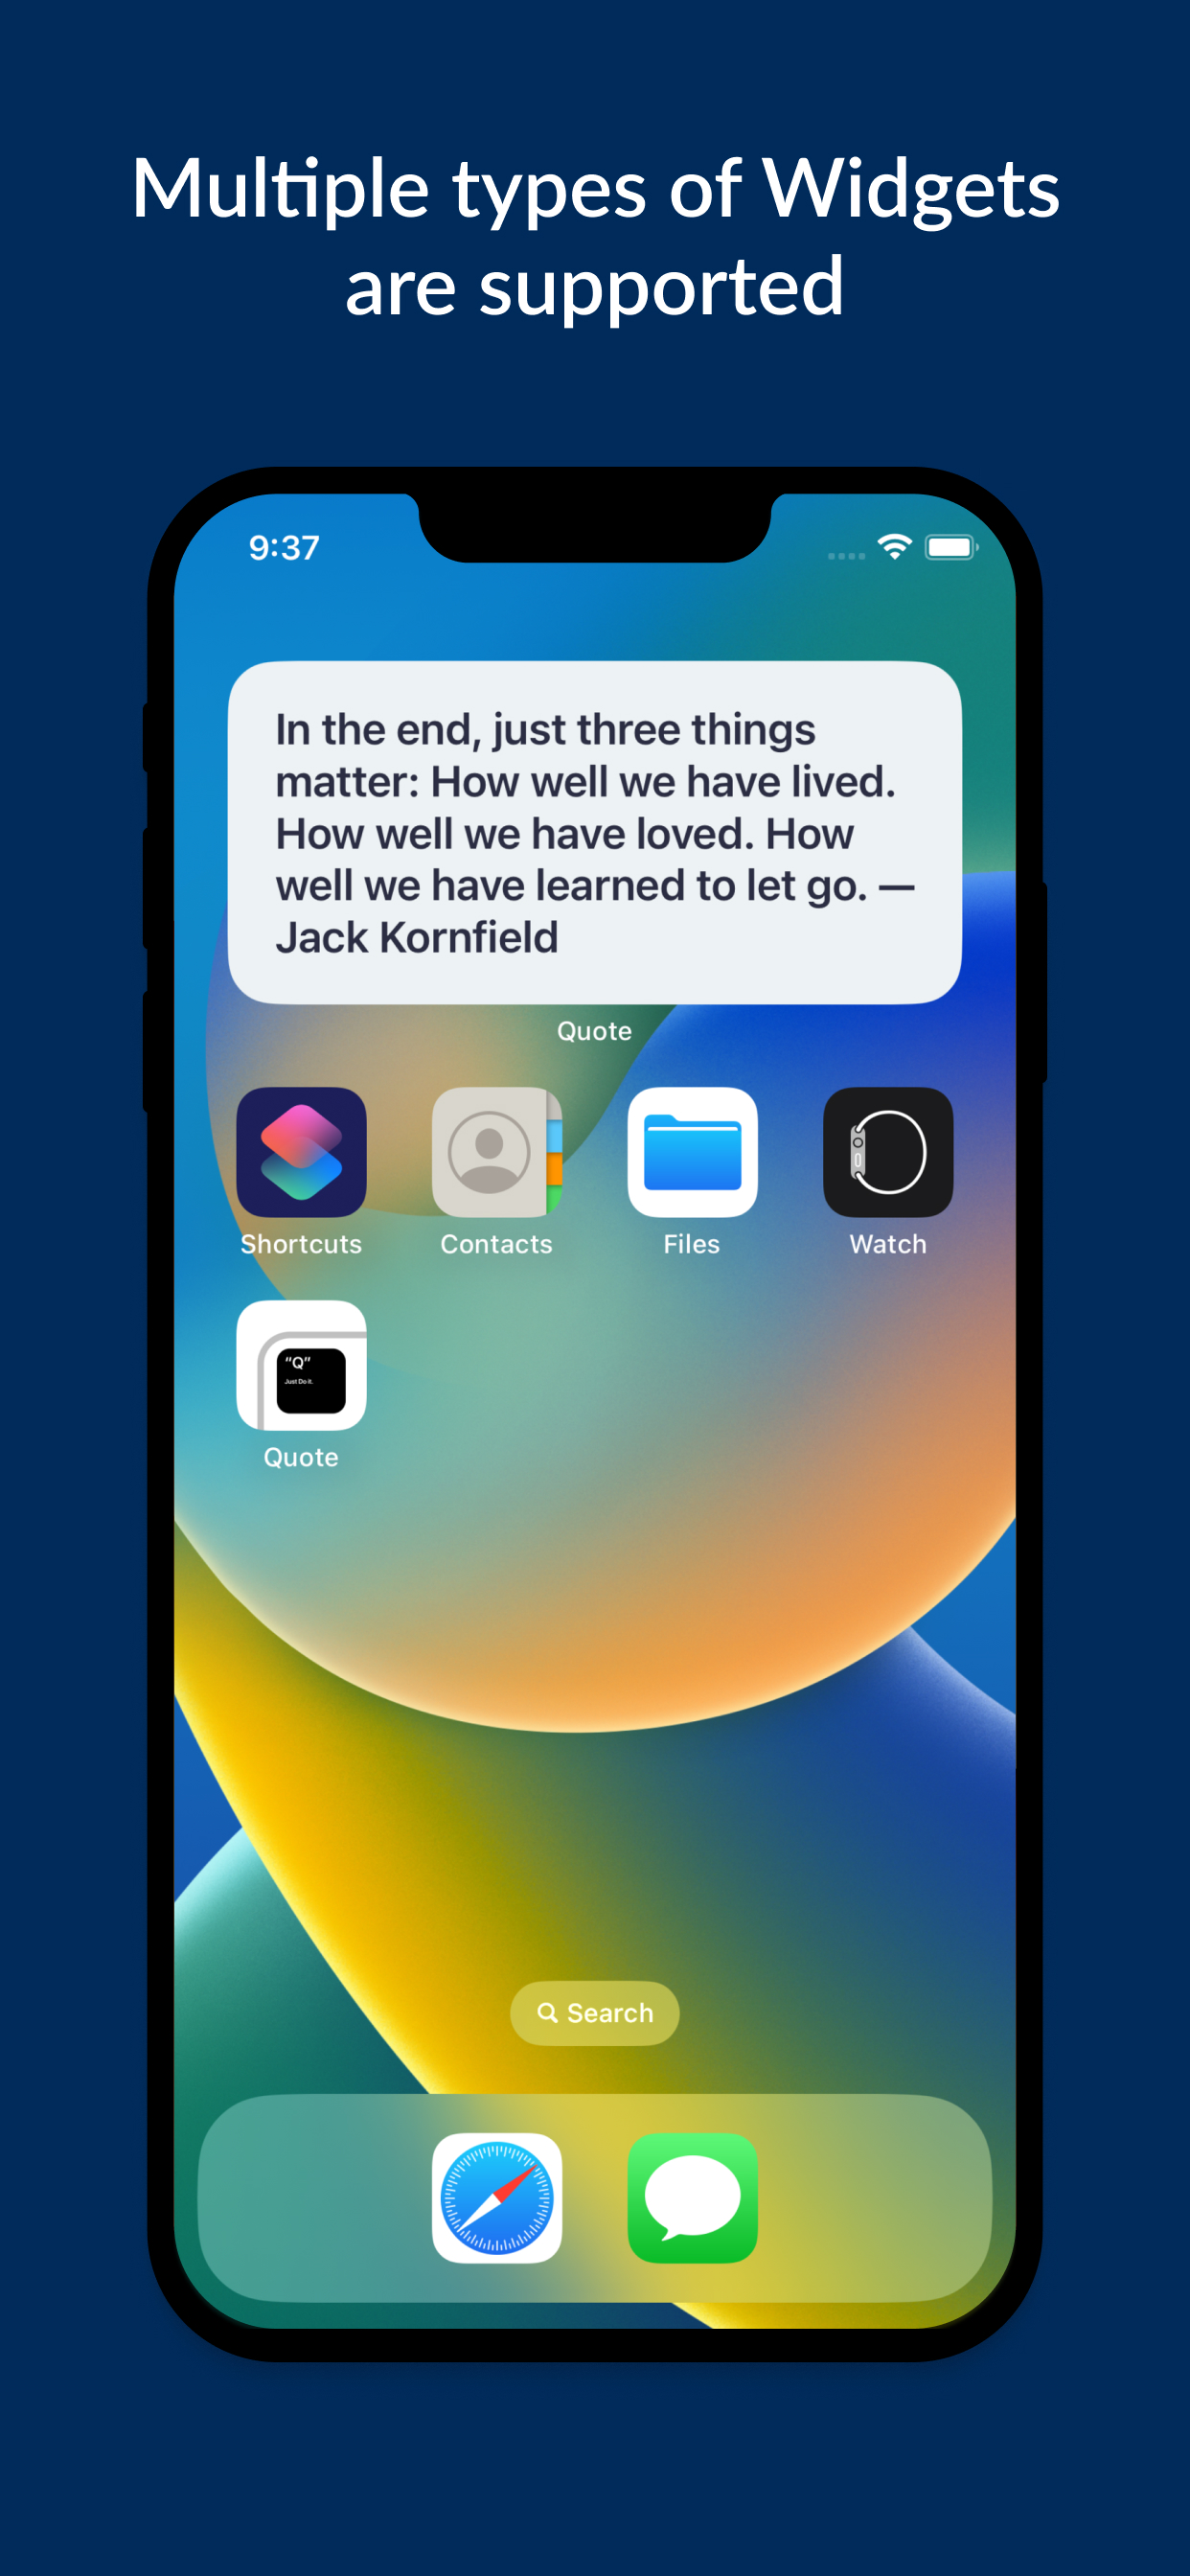 Multiple types of Widgets
are supported
9:37
In the end, just three things
matter: How well we have lived.
How well we have loved. How
well we have learned to let go. —
Jack Kornfield
Quote
Shortcuts
Contacts
Files
Watch
"Q"
Just Do it.
Quote
Search